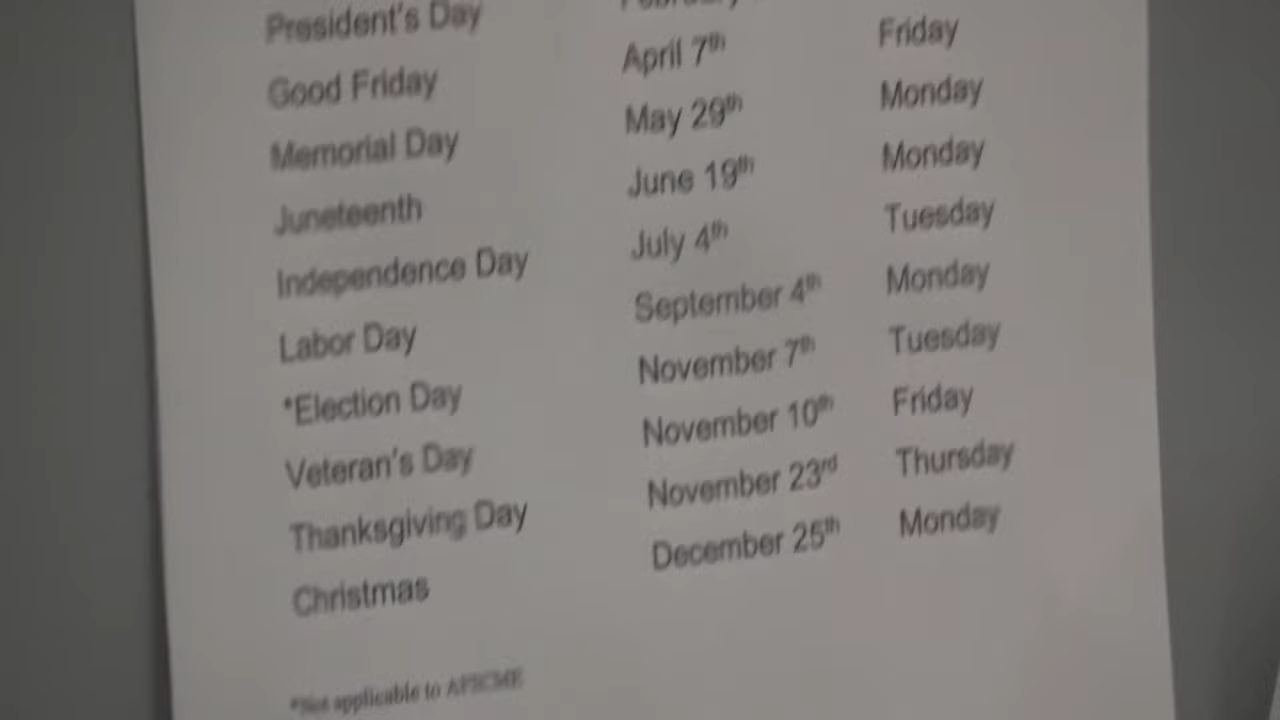 President's Day February
Good Friday April 7th Friday
Memorial Day May 29th Monday
Juneteenth June 19th Monday
Independence Day July 4th Tuesday
Labor Day September 4th Monday
*Election Day November 7th Tuesday
Veteran's Day November 10th Friday
Thanksgiving Day November 23rd Thursday
Christmas December 25th Monday
*Not applicable to AFSCME